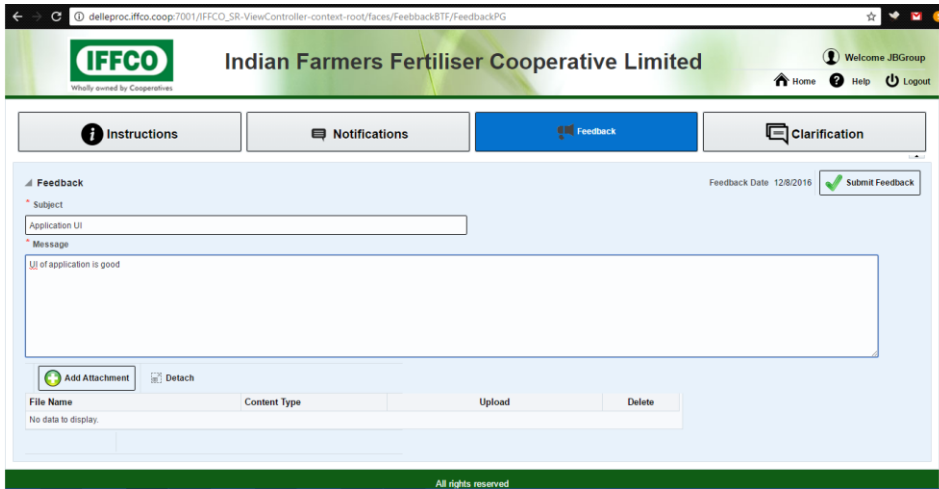 delleproc.iffco.coop:7001/IFFCO_SR-ViewController-context-root/faces/FeebbackBTF/FeedbackPG
IFFCO
Wholly owned by Cooperatives
Indian Farmers Fertiliser Cooperative Limited
Welcome JBGroup
Home Help Logout
Instructions Notifications Feedback Clarification
Feedback Feedback Date 12/8/2016 Submit Feedback
* Subject
Application UI
* Message
UI of application is good
Add Attachment Detach
File Name Content Type Upload Delete
No data to display.
All rights reserved